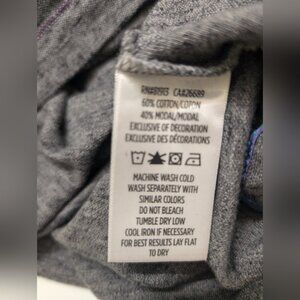 RN#81913 CA#26689
60% COTTON/COTON
40% MODAL/MODAL
EXCLUSIVE OF DECORATION
EXCLUSIVE DES DÉCORATIONS
MACHINE WASH COLD
WASH SEPARATELY WITH
SIMILAR COLORS
DO NOT BLEACH
TUMBLE DRY LOW
COOL IRON IF NECESSARY
FOR BEST RESULTS LAY FLAT
TO DRY